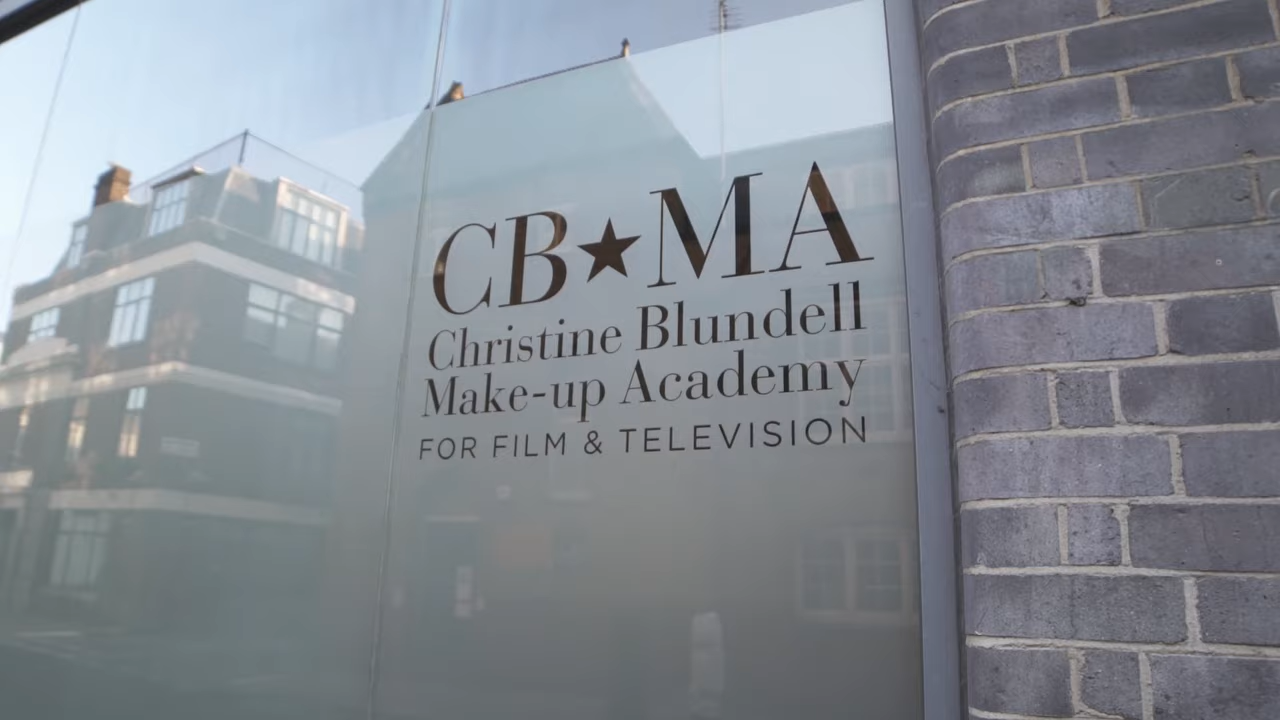 CB★MA
Christine Blundell
Make-up Academy
FOR FILM & TELEVISION